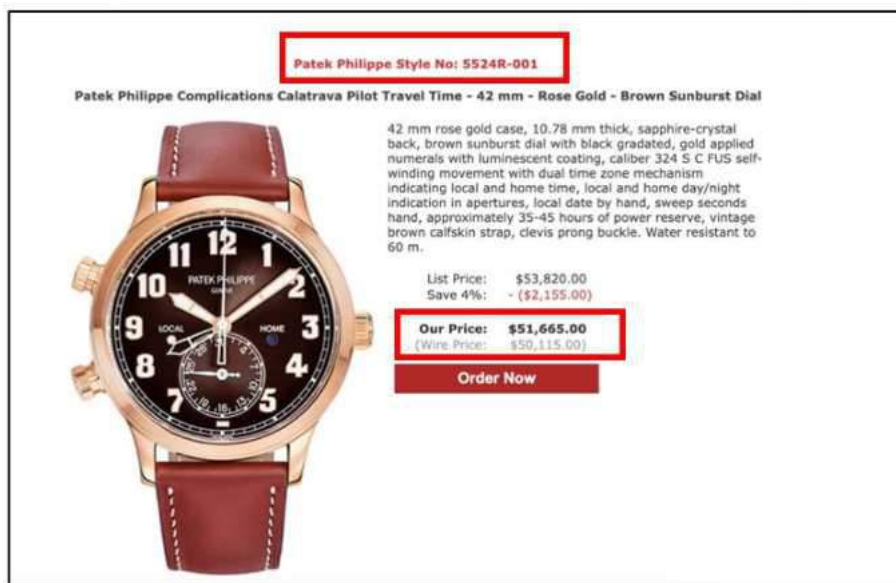 Patek Philippe Style No: 5524R-001
Patek Philippe Complications Calatrava Pilot Travel Time - 42 mm - Rose Gold - Brown Sunburst Dial
42 mm rose gold case, 10.78 mm thick, sapphire-crystal
back, brown sunburst dial with black gradated, gold applied
numerals with luminescent coating, caliber 324 S C FUS self-
winding movement with dual time zone mechanism
indicating local and home time, local and home day/night
indication in apertures, local date by hand, sweep seconds
hand, approximately 35-45 hours of power reserve, vintage
brown calfskin strap, clevis prong buckle. Water resistant to
60 m.
List Price: $53,820.00
Save 4%: - ($2,155.00)
Our Price: $51,665.00
(Wire Price: $50,115.00)
Order Now
12
11 1
10 2
PATEK PHILIPPE
GENEVE
9 LOCAL HOME 3
8 4
7 5